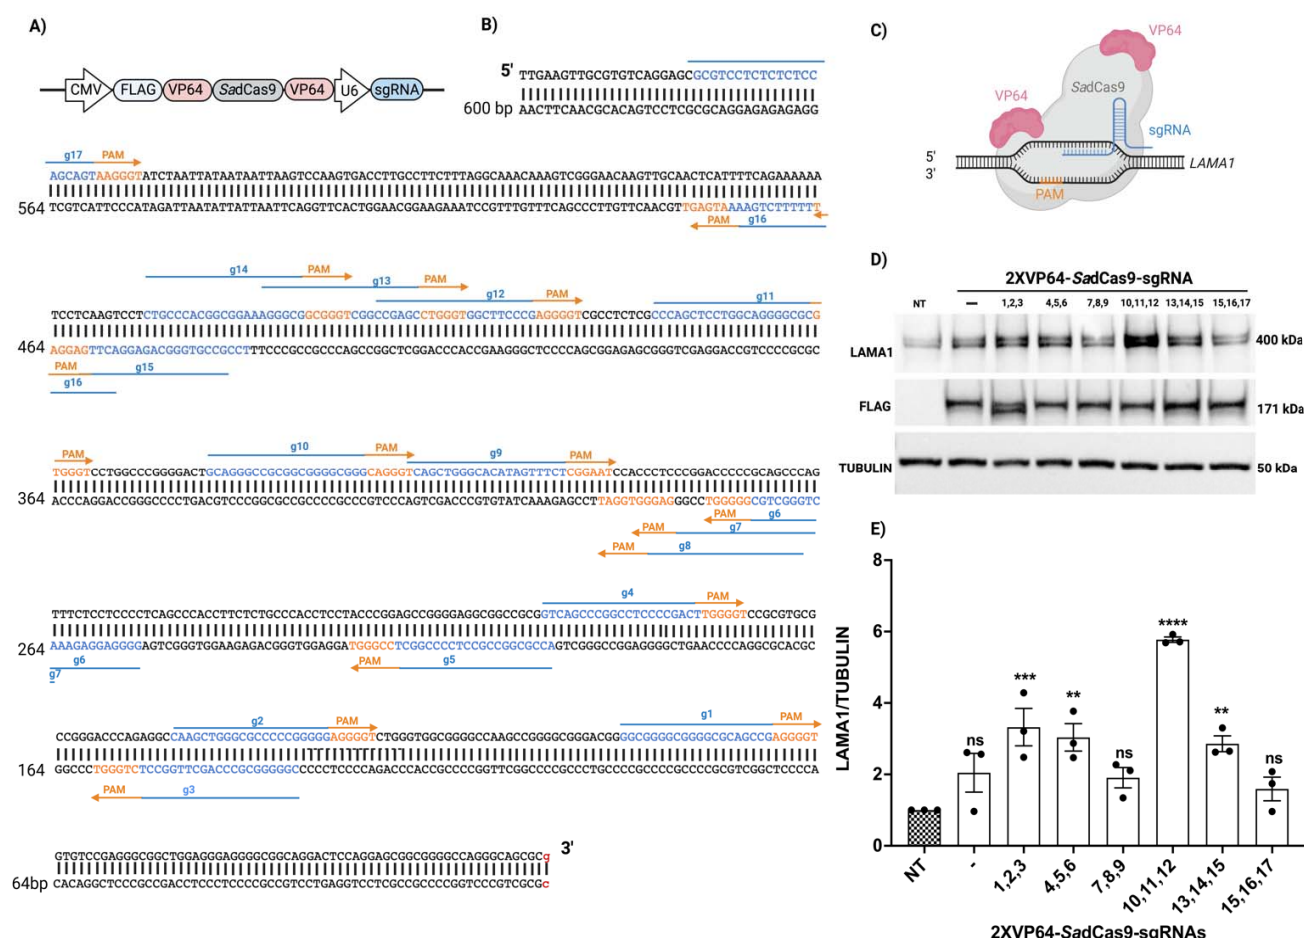 A)
CMV FLAG VP64 SadCas9 VP64 U6 sgRNA
B)
5' TTGAAGTTGCGTGTCAGGAGCGCGTCCTCTCTCTCC
600 bp AACTTCAACGCACAGTCCTCGCGCAGGAGAGAGAGG
g17 PAM
AGCAGTAAGGGTATCTAATTATAATAATTAAGTCCAAGTGACCTTGCCTTCTTTAGGCAAACAAAGTCGGGAACAAGTTGCAACTCATTTTCAGAAAAAA
564 TCGTCATTCCCATAGATTAATATTATTAATTCAGGTTCACTGGAACGGAAGAAATCCGTTTGTTTCAGCCCTTGTTCAACGTTGAGTAAAAGTCTTTTTT
PAM g16
g14 PAM g13 PAM g12 PAM g11
TCCTCAAGTCCTCTGCCCACGGCGGAAAGGGCGGCGGGTCGGCCGAGCCTGGGTGGCTTCCCGAGGGGTCGCCTCTCGCCCAGCTCCTGGCAGGGGCGCG
464 AGGAGTTCAGGAGACGGGTGCCGCCTTTCCCGCCGCCCAGCCGGCTCGGACCCACCGAAGGGCTCCCCAGCGGAGAGCGGGTCGAGGACCGTCCCCGCGC
PAM g15
g16
PAM g10 PAM g9 PAM
TGGGTCCTGGCCCGGGGACTGCAGGGCCGCGGCGGGGCGGGCAGGGTCAGCTGGGCACATAGTTTCTCGGAATCCACCCTCCCGGACCCCCGCAGCCCAG
364 ACCCAGGACCGGGCCCCTGACGTCCCGGCGCCGCCCCGCCCGTCCCAGTCGACCCGTGTATCAAAGAGCCTTAGGTGGGAGGGCCTGGGGGCGTCGGGTC
PAM g6
PAM g7
PAM g8
g4 PAM
TTTCTCCTCCCCTCAGCCCACCTTCTCTGCCCACCTCCTACCCGGAGCCGGGGAGGCGGCCGCGGTCAGCCCGGCCTCCCCGACTTGGGGTCCGCGTGCG
264 AAAGAGGAGGGGAGTCGGGTGGAAGAGACGGGTGGAGGATGGGCCTCGGCCCCTCCGCCGGCGCCAGTCGGGCCGGAGGGGCTGAACCCCAGGCGCACGC
g6 PAM g5
g7
g2 PAM g1 PAM
CCGGGACCCAGAGGCCAAGCTGGGCGCCCCCGGGGGAGGGGTCTGGGTGGCGGGGCCAAGCCGGGGCGGGACGGGGCGGGGCGGGGCGCAGCCGAGGGGT
164 GGCCCTGGGTCTCCGGTTCGACCCGCGGGGGCCCCCTCCCCAGACCCACCGCCCCGGTTCGGCCCCGCCCTGCCCCGCCCCGCCCCGCGTCGGCTCCCCA
PAM g3
GTGTCCGAGGGCGGCTGGAGGGAGGGGCGGCAGGACTCCAGGAGCGGCGGGGCCAGGGCAGCGCg 3'
64bp CACAGGCTCCCGCCGACCTCCCTCCCCGCCGTCCTGAGGTCCTCGCCGCCCCGGTCCCGTCGCGc
C)
VP64
SadCas9
VP64
sgRNA
5'
3'
LAMA1
PAM
D)
2XVP64-SadCas9-sgRNA
NT — 1,2,3 4,5,6 7,8,9 10,11,12 13,14,15 15,16,17
LAMA1 400 kDa
FLAG 171 kDa
TUBULIN 50 kDa
E)
LAMA1/TUBULIN
8
6
4
2
0
ns *** ** ns **** ** ns
NT - 1,2,3 4,5,6 7,8,9 10,11,12 13,14,15 15,16,17
2XVP64-SadCas9-sgRNAs